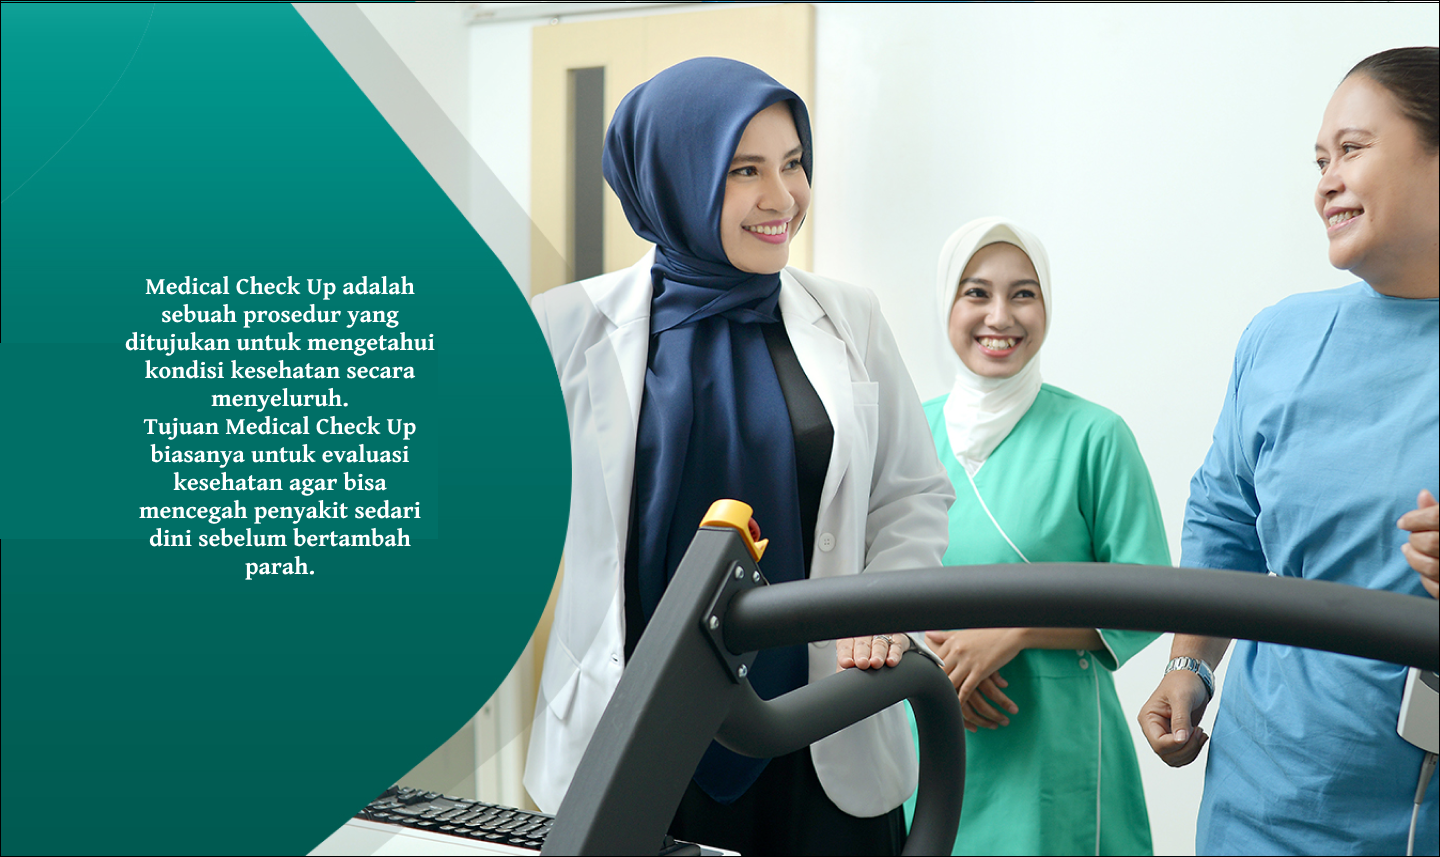 Medical Check Up adalah
sebuah prosedur yang
ditujukan untuk mengetahui
kondisi kesehatan secara
menyeluruh.
Tujuan Medical Check Up
biasanya untuk evaluasi
kesehatan agar bisa
mencegah penyakit sedari
dini sebelum bertambah
parah.